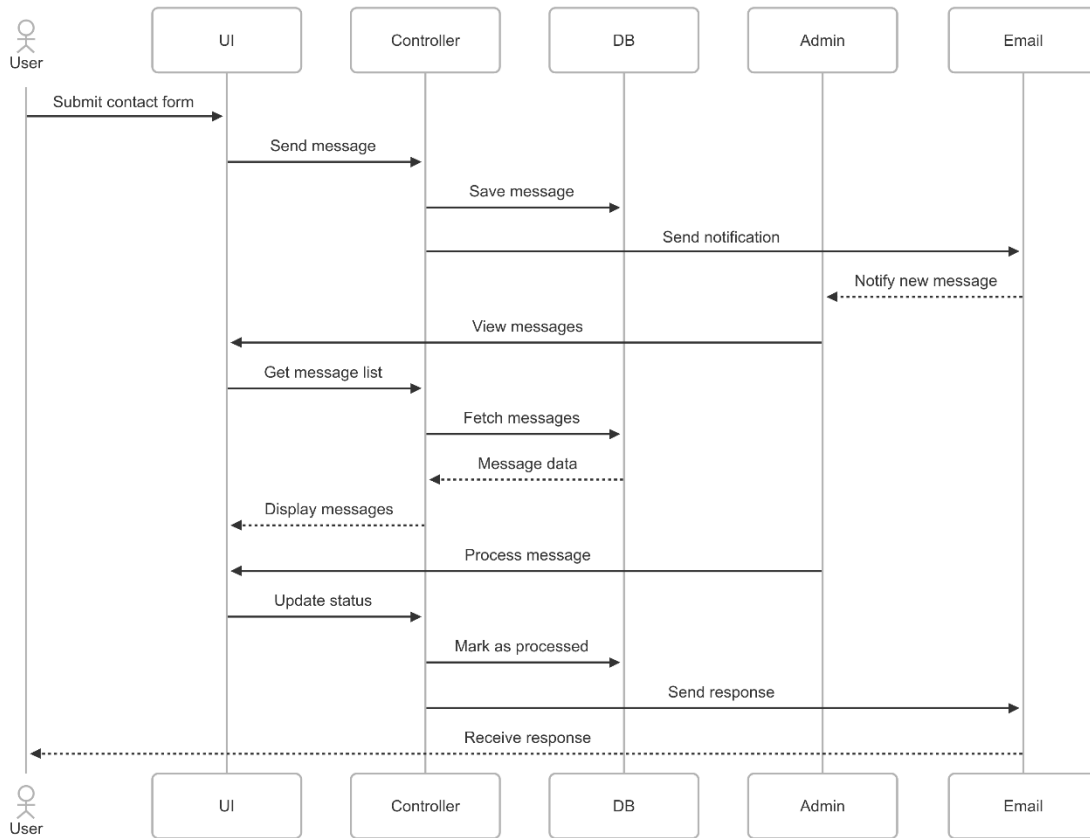 User
UI
Controller
DB
Admin
Email
Submit contact form
Send message
Save message
Send notification
Notify new message
View messages
Get message list
Fetch messages
Message data
Display messages
Process message
Update status
Mark as processed
Send response
Receive response
User
UI
Controller
DB
Admin
Email